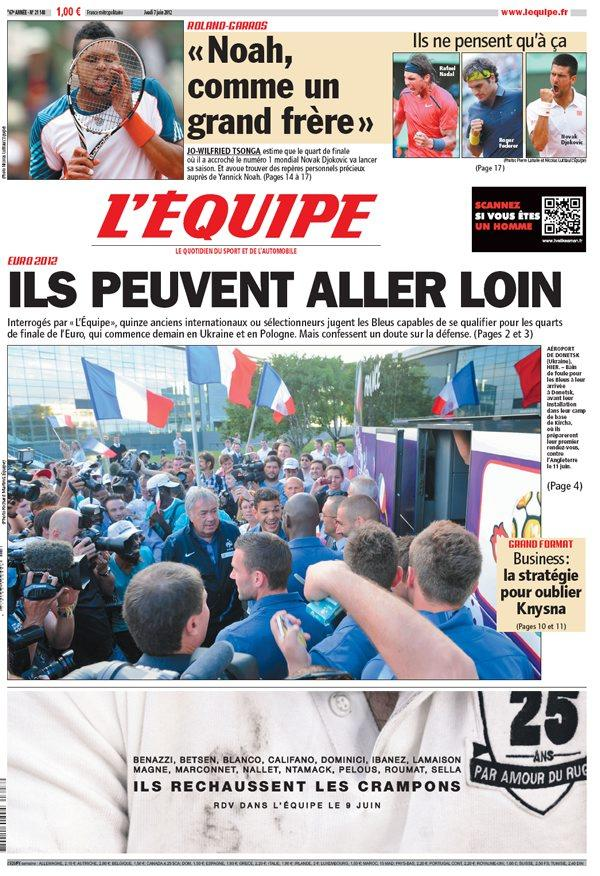 67e ANNÉE - N° 21 148
1,00 €
France métropolitaine
Jeudi 7 juin 2012
www.lequipe.fr
ROLAND-GARROS
« Noah,
comme un
grand frère »
JO-WILFRIED TSONGA estime que le quart de finale
où il a accroché le numéro 1 mondial Novak Djokovic va lancer
sa saison. Et avoue trouver des repères personnels précieux
auprès de Yannick Noah. (Pages 14 à 17)
Ils ne pensent qu'à ça
Rafael
Nadal
Roger
Federer
Novak
Djokovic
(Page 17)
L'ÉQUIPE
LE QUOTIDIEN DU SPORT ET DE L'AUTOMOBILE
SCANNEZ
SI VOUS ÊTES
UN HOMME
EURO 2012
ILS PEUVENT ALLER LOIN
Interrogés par « L'Équipe », quinze anciens internationaux ou sélectionneurs jugent les Bleus capables de se qualifier pour les quarts
de finale de l'Euro, qui commence demain en Ukraine et en Pologne. Mais confessent un doute sur la défense. (Pages 2 et 3)
AÉROPORT
DE DONETSK
(Ukraine),
HIER. – Bain
de foule pour
les Bleus à leur
arrivée
à Donetsk,
avant leur
installation
dans leur camp
de base
de Kircha,
où ils
prépareront
leur premier
rendez-vous,
contre
l'Angleterre
le 11 juin.
(Page 4)
FRANCE
GRAND FORMAT
Business :
la stratégie
pour oublier
Knysna
(Pages 10 et 11)
BENAZZI, BETSEN, BLANCO, CALIFANO, DOMINICI, IBANEZ, LAMAISON
MAGNE, MARCONNET, NALLET, NTAMACK, PELOUS, ROUMAT, SELLA
ILS RECHAUSSENT LES CRAMPONS
RDV DANS L'ÉQUIPE LE 9 JUIN
25
ANS
PAR AMOUR DU RUG